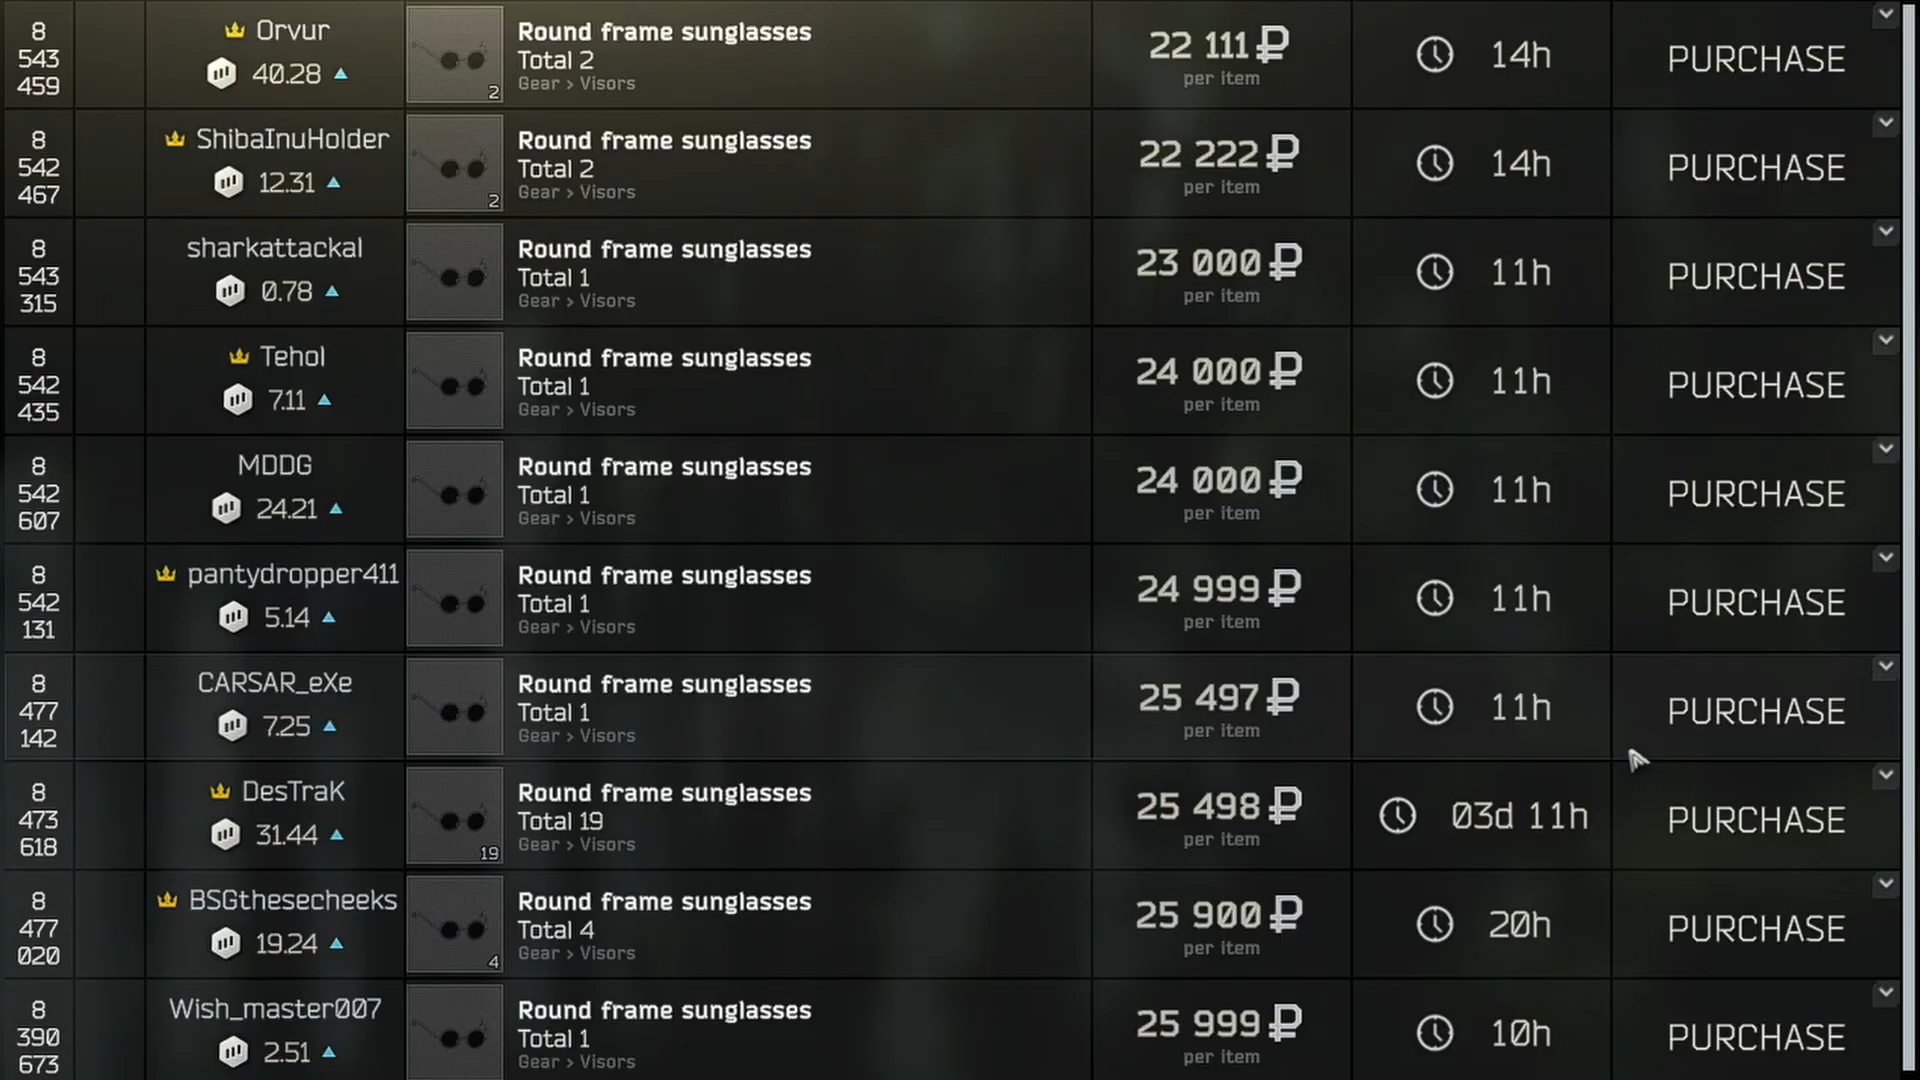 8
543
459
Orvur
40.28
2
Round frame sunglasses
Total 2
Gear > Visors
22 111 ₽
per item
14h
PURCHASE
8
542
467
ShibaInuHolder
12.31
2
Round frame sunglasses
Total 2
Gear > Visors
22 222 ₽
per item
14h
PURCHASE
8
543
315
sharkattackal
0.78
Round frame sunglasses
Total 1
Gear > Visors
23 000 ₽
per item
11h
PURCHASE
8
542
435
Tehol
7.11
Round frame sunglasses
Total 1
Gear > Visors
24 000 ₽
per item
11h
PURCHASE
8
542
607
MDDG
24.21
Round frame sunglasses
Total 1
Gear > Visors
24 000 ₽
per item
11h
PURCHASE
8
542
131
pantydropper411
5.14
Round frame sunglasses
Total 1
Gear > Visors
24 999 ₽
per item
11h
PURCHASE
8
477
142
CARSAR_eXe
7.25
Round frame sunglasses
Total 1
Gear > Visors
25 497 ₽
per item
11h
PURCHASE
8
473
618
DesTraK
31.44
19
Round frame sunglasses
Total 19
Gear > Visors
25 498 ₽
per item
03d 11h
PURCHASE
8
477
020
BSGthesecheeks
19.24
4
Round frame sunglasses
Total 4
Gear > Visors
25 900 ₽
per item
20h
PURCHASE
8
390
673
Wish_master007
2.51
Round frame sunglasses
Total 1
Gear > Visors
25 999 ₽
per item
10h
PURCHASE